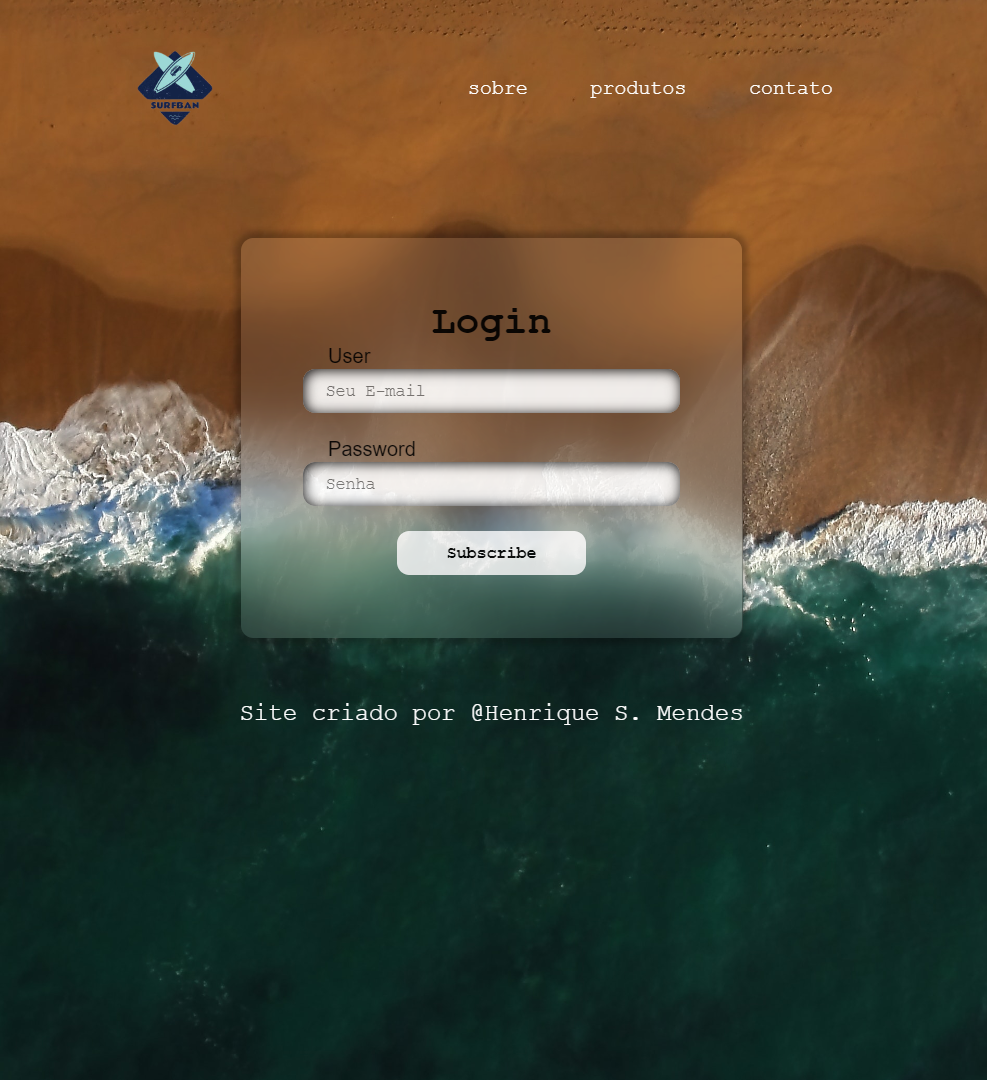 SURFBAN
sobre produtos contato
Login
User
Seu E-mail
Password
Senha
Subscribe
Site criado por @Henrique S. Mendes